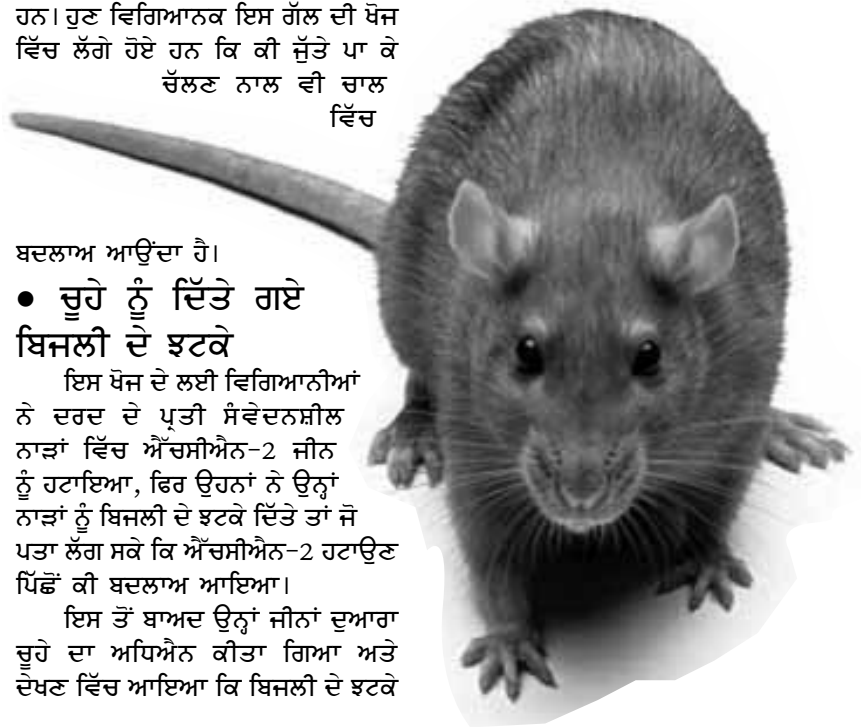 ਹਨ। ਹੁਣ ਵਿਗਿਆਨਕ ਇਸ ਗੱਲ ਦੀ ਖੋਜ
ਵਿੱਚ ਲੱਗੇ ਹੋਏ ਹਨ ਕਿ ਕੀ ਜੁੱਤੇ ਪਾ ਕੇ
ਚੱਲਣ ਨਾਲ ਵੀ ਚਾਲ
ਵਿੱਚ
ਬਦਲਾਅ ਆਉਂਦਾ ਹੈ।
• ਚੂਹੇ ਨੂੰ ਦਿੱਤੇ ਗਏ
ਬਿਜਲੀ ਦੇ ਝਟਕੇ
ਇਸ ਖੋਜ ਦੇ ਲਈ ਵਿਗਿਆਨੀਆਂ
ਨੇ ਦਰਦ ਦੇ ਪ੍ਰਤੀ ਸੰਵੇਦਨਸ਼ੀਲ
ਨਾੜਾਂ ਵਿੱਚ ਐੱਚਸੀਐਨ-2 ਜੀਨ
ਨੂੰ ਹਟਾਇਆ, ਫਿਰ ਉਹਨਾਂ ਨੇ ਉਨ੍ਹਾਂ
ਨਾੜਾਂ ਨੂੰ ਬਿਜਲੀ ਦੇ ਝਟਕੇ ਦਿੱਤੇ ਤਾਂ ਜੋ
ਪਤਾ ਲੱਗ ਸਕੇ ਕਿ ਐੱਚਸੀਐਨ-2 ਹਟਾਉਣ
ਪਿੱਛੋਂ ਕੀ ਬਦਲਾਅ ਆਇਆ।
ਇਸ ਤੋਂ ਬਾਅਦ ਉਨ੍ਹਾਂ ਜੀਨਾਂ ਦੁਆਰਾ
ਚੂਹੇ ਦਾ ਅਧਿਐਨ ਕੀਤਾ ਗਿਆ ਅਤੇ
ਦੇਖਣ ਵਿੱਚ ਆਇਆ ਕਿ ਬਿਜਲੀ ਦੇ ਝਟਕੇ